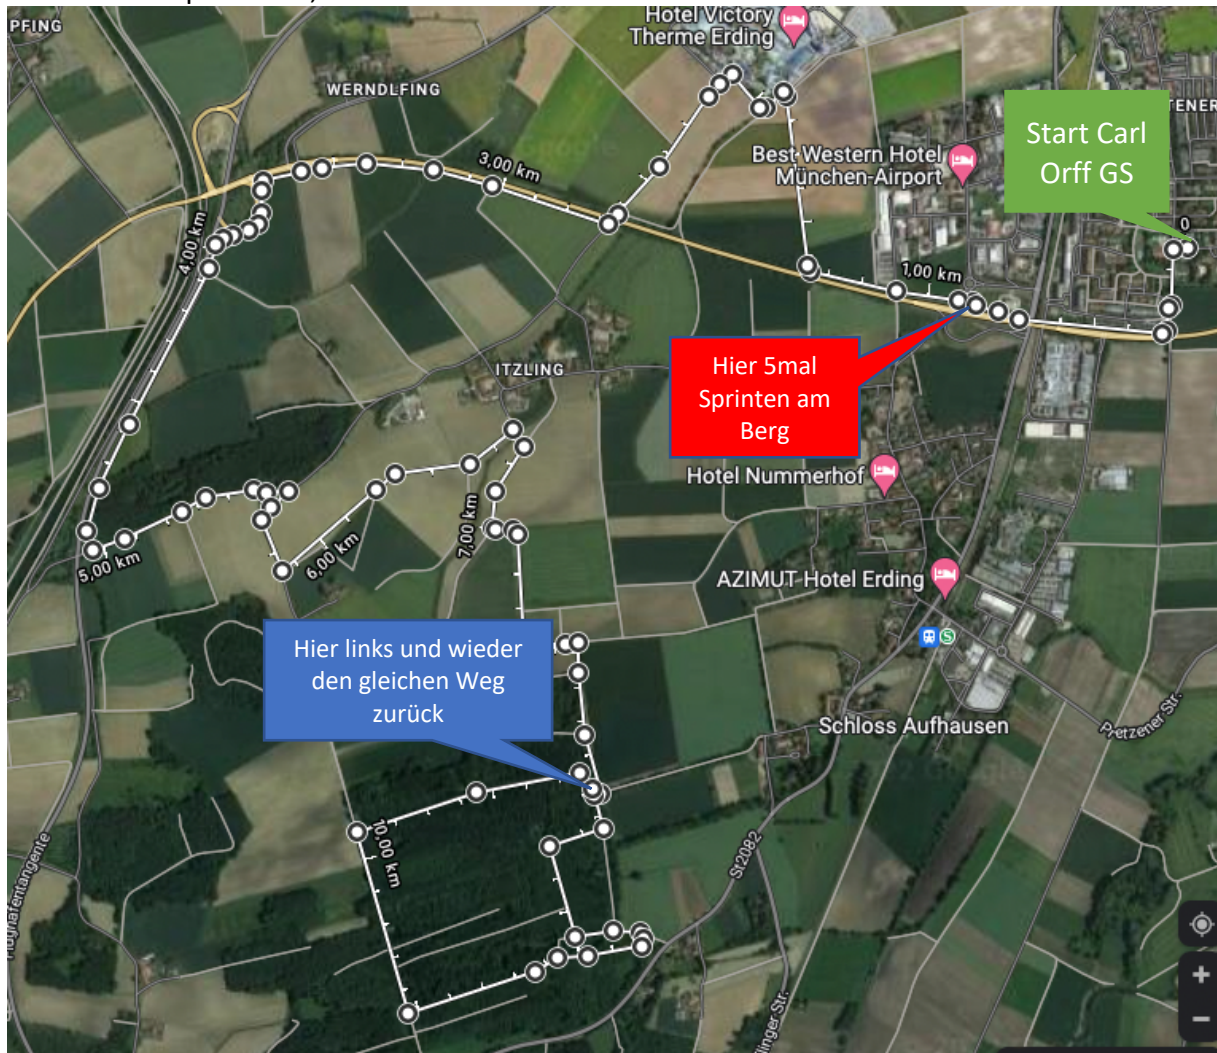 PFING
Hotel Victory
Therme Erding
WERNDLFING
TENER
Start Carl
Orff GS
Best Western Hotel
München-Airport
3,00 km
0
4,00 km
1,00 km
ITZLING
Hier 5mal
Sprinten am
Berg
Hotel Nummerhof
7,00 km
6,00 km
5,00 km
AZIMUT Hotel Erding
S
Hier links und wieder
den gleichen Weg
zurück
Schloss Aufhausen
Pretzener Str.
10,00 km
St2082
linger Str.